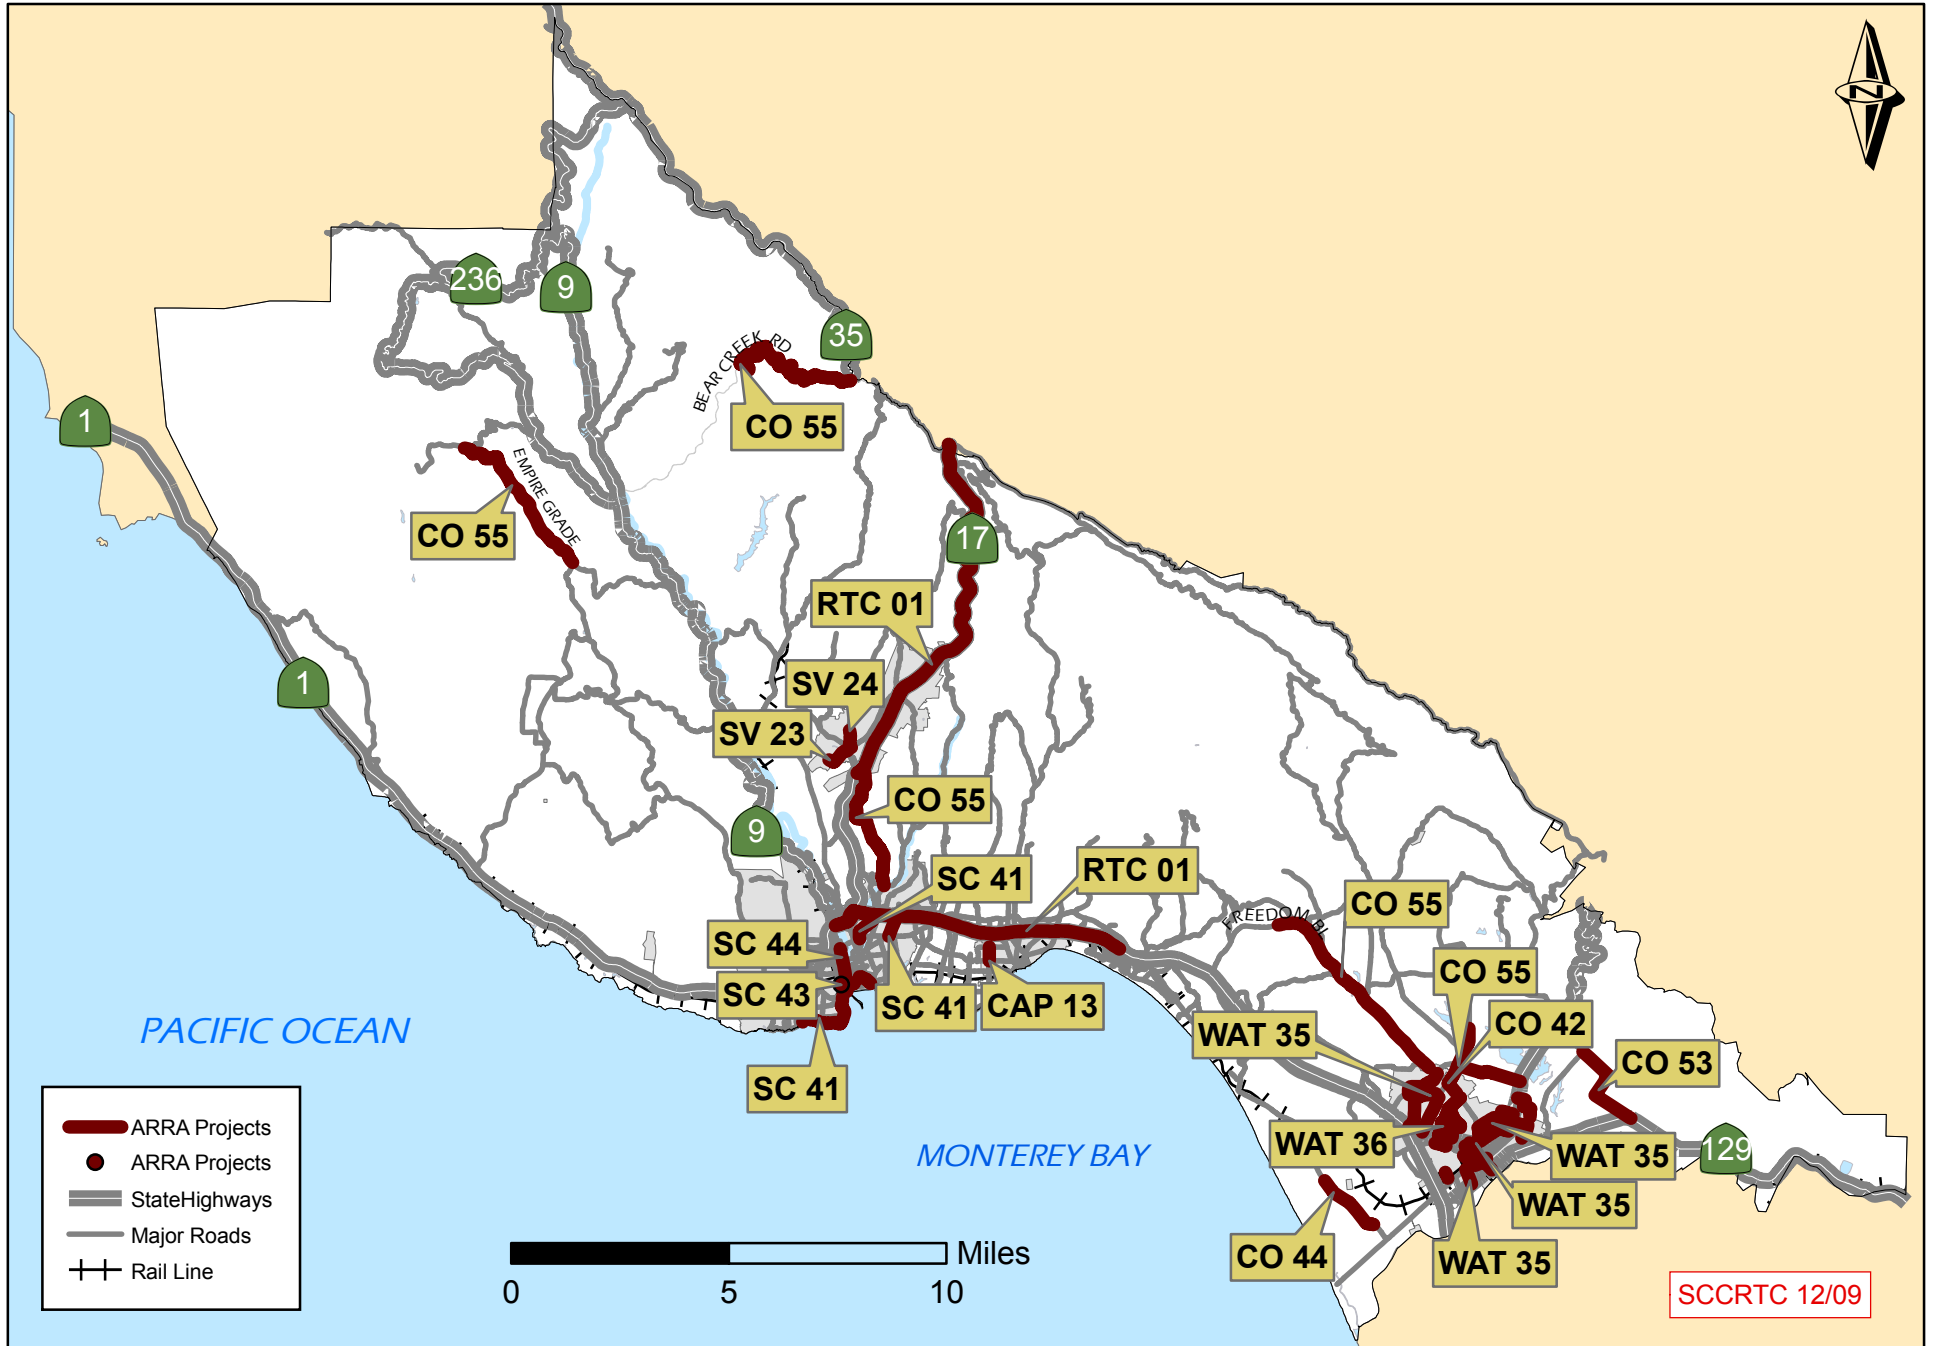 N
236
9
35
BEAR CREEK RD
1
CO 55
EMPIRE GRADE
CO 55
17
RTC 01
1
SV 24
SV 23
CO 55
9
SC 41
RTC 01
CO 55
FREEDOM BL
SC 44
CO 55
SC 43
SC 41
CAP 13
CO 42
PACIFIC OCEAN
WAT 35
CO 53
SC 41
WAT 36
WAT 35
129
MONTEREY BAY
WAT 35
CO 44
WAT 35
ARRA Projects
ARRA Projects
StateHighways
Major Roads
Rail Line
Miles
0 5 10
SCCRTC 12/09